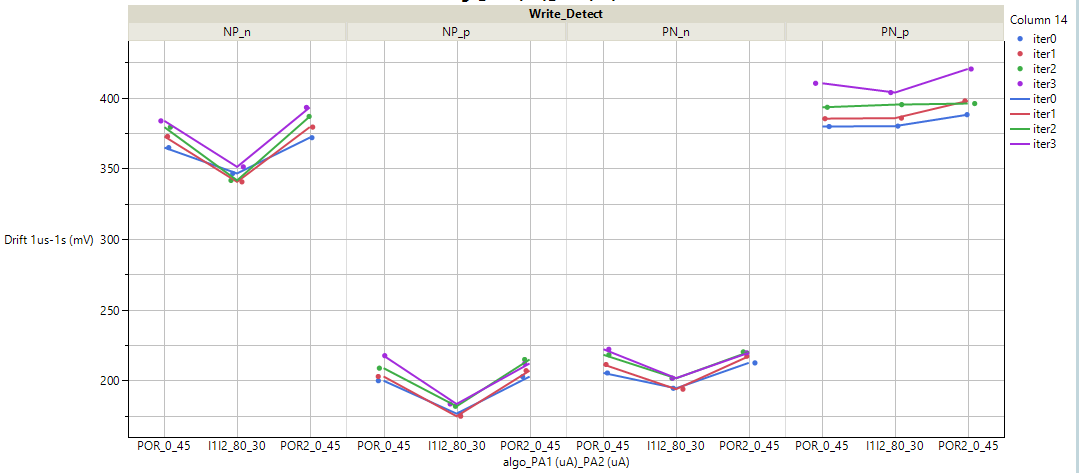 Write_Detect
NP_n NP_p PN_n PN_p
Column 14
iter0
iter1
iter2
iter3
iter0
iter1
iter2
iter3
400
350
300
250
200
Drift 1us-1s (mV)
POR_0_45 I1I2_80_30 POR2_0_45 POR_0_45 I1I2_80_30 POR2_0_45 POR_0_45 I1I2_80_30 POR2_0_45 POR_0_45 I1I2_80_30 POR2_0_45
algo_PA1 (uA)_PA2 (uA)